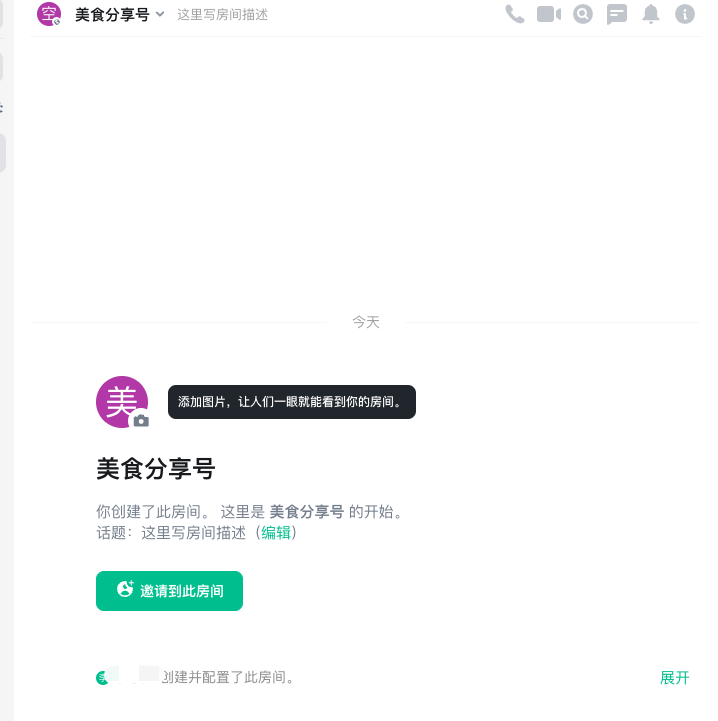 空 美食分享号 这里写房间描述
今天
美
添加图片，让人们一眼就能看到你的房间。
美食分享号
你创建了此房间。 这里是 美食分享号 的开始。
话题：这里写房间描述（编辑）
邀请到此房间
创建并配置了此房间。 展开